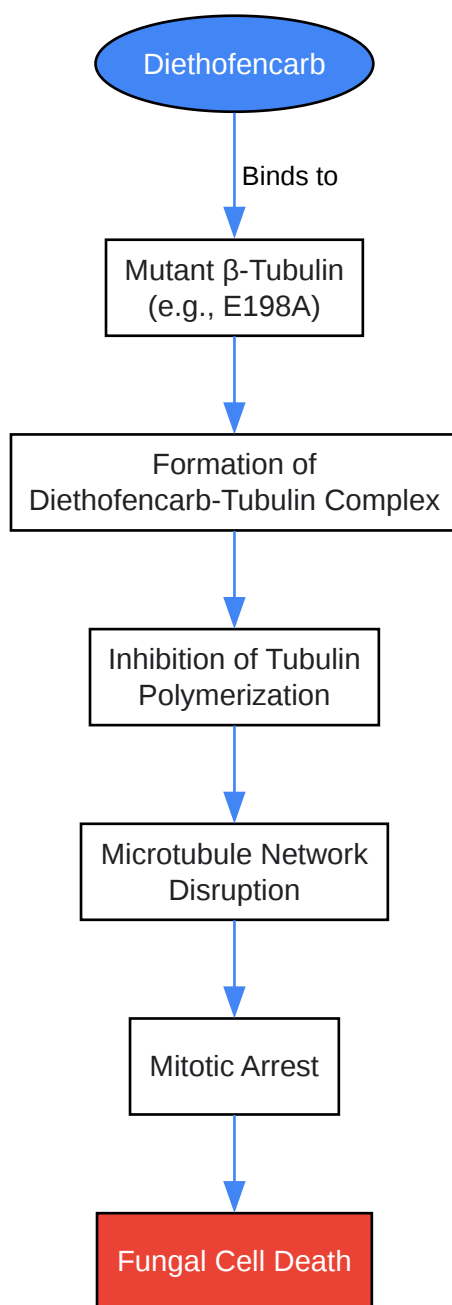 Diethofencarb
Binds to
Mutant β-Tubulin
(e.g., E198A)
Formation of
Diethofencarb-Tubulin Complex
Inhibition of Tubulin
Polymerization
Microtubule Network
Disruption
Mitotic Arrest
Fungal Cell Death